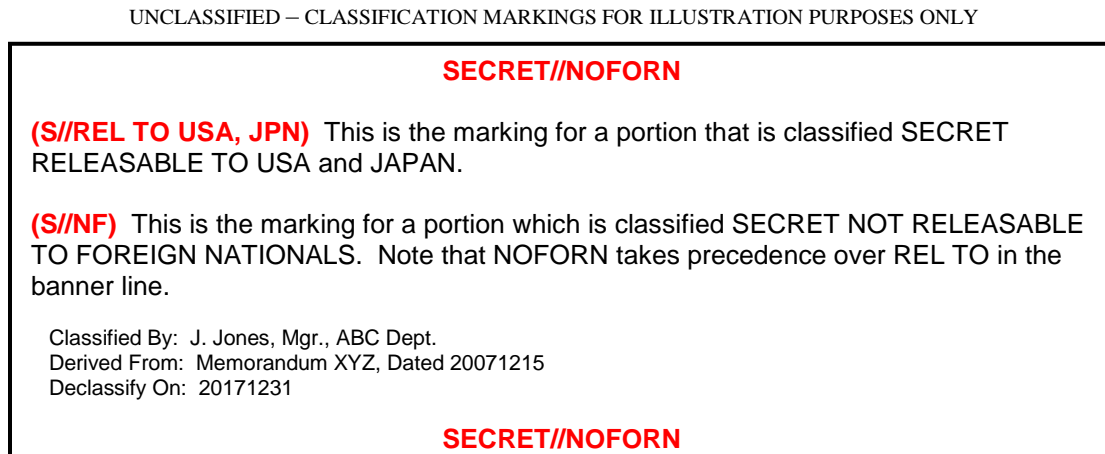 UNCLASSIFIED – CLASSIFICATION MARKINGS FOR ILLUSTRATION PURPOSES ONLY
SECRET//NOFORN
(S//REL TO USA, JPN) This is the marking for a portion that is classified SECRET
RELEASABLE TO USA and JAPAN.
(S//NF) This is the marking for a portion which is classified SECRET NOT RELEASABLE
TO FOREIGN NATIONALS. Note that NOFORN takes precedence over REL TO in the
banner line.
Classified By: J. Jones, Mgr., ABC Dept.
Derived From: Memorandum XYZ, Dated 20071215
Declassify On: 20171231
SECRET//NOFORN